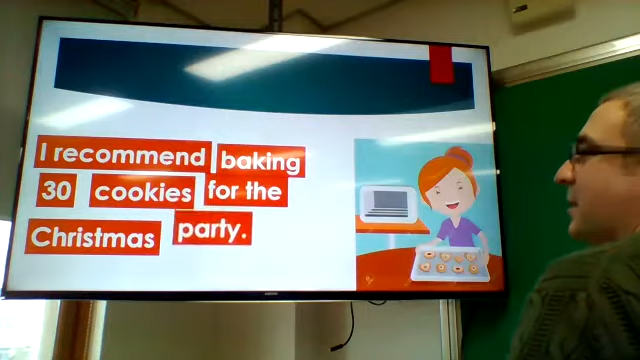 I recommend baking
30 cookies for the
Christmas party.